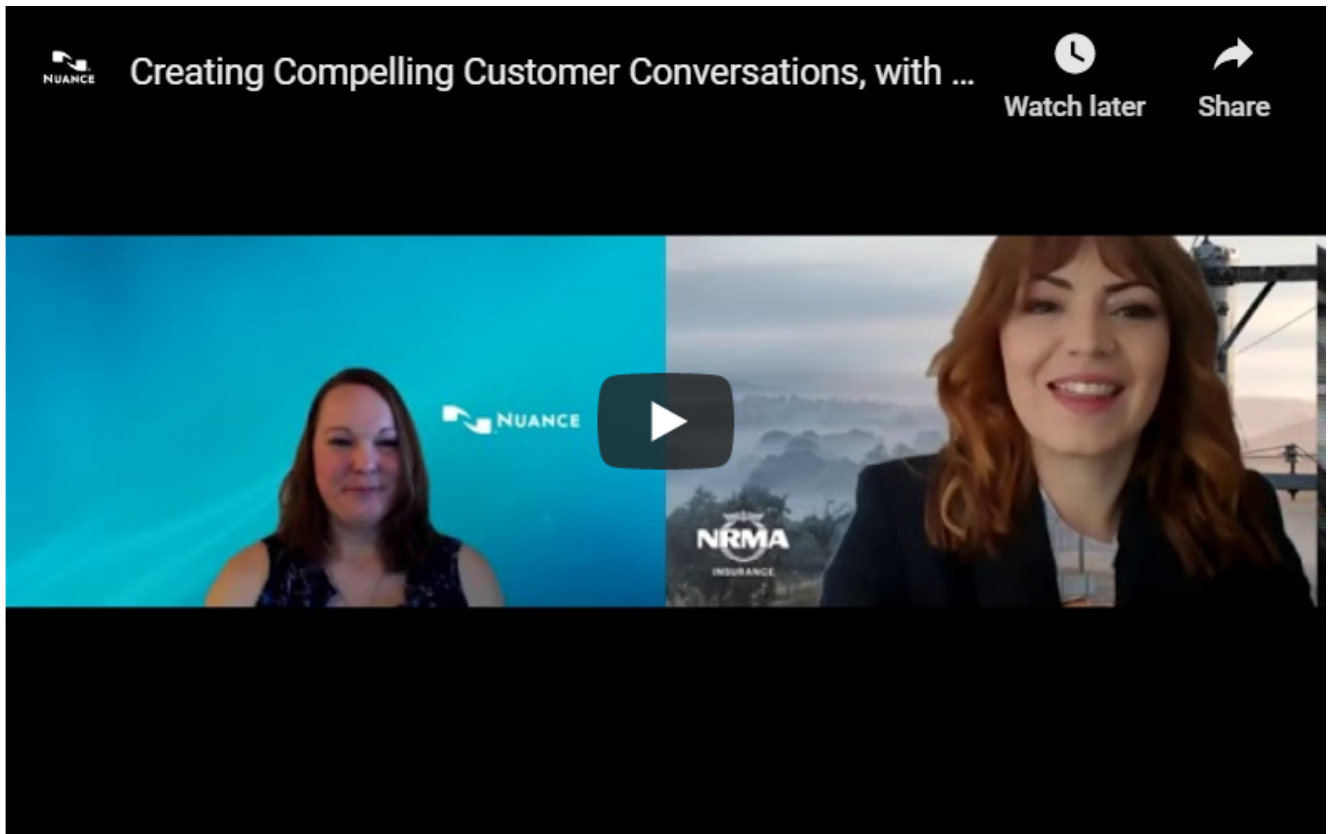 NUANCE
Creating Compelling Customer Conversations, with ...
Watch later
Share
NUANCE
NRMA
INSURANCE